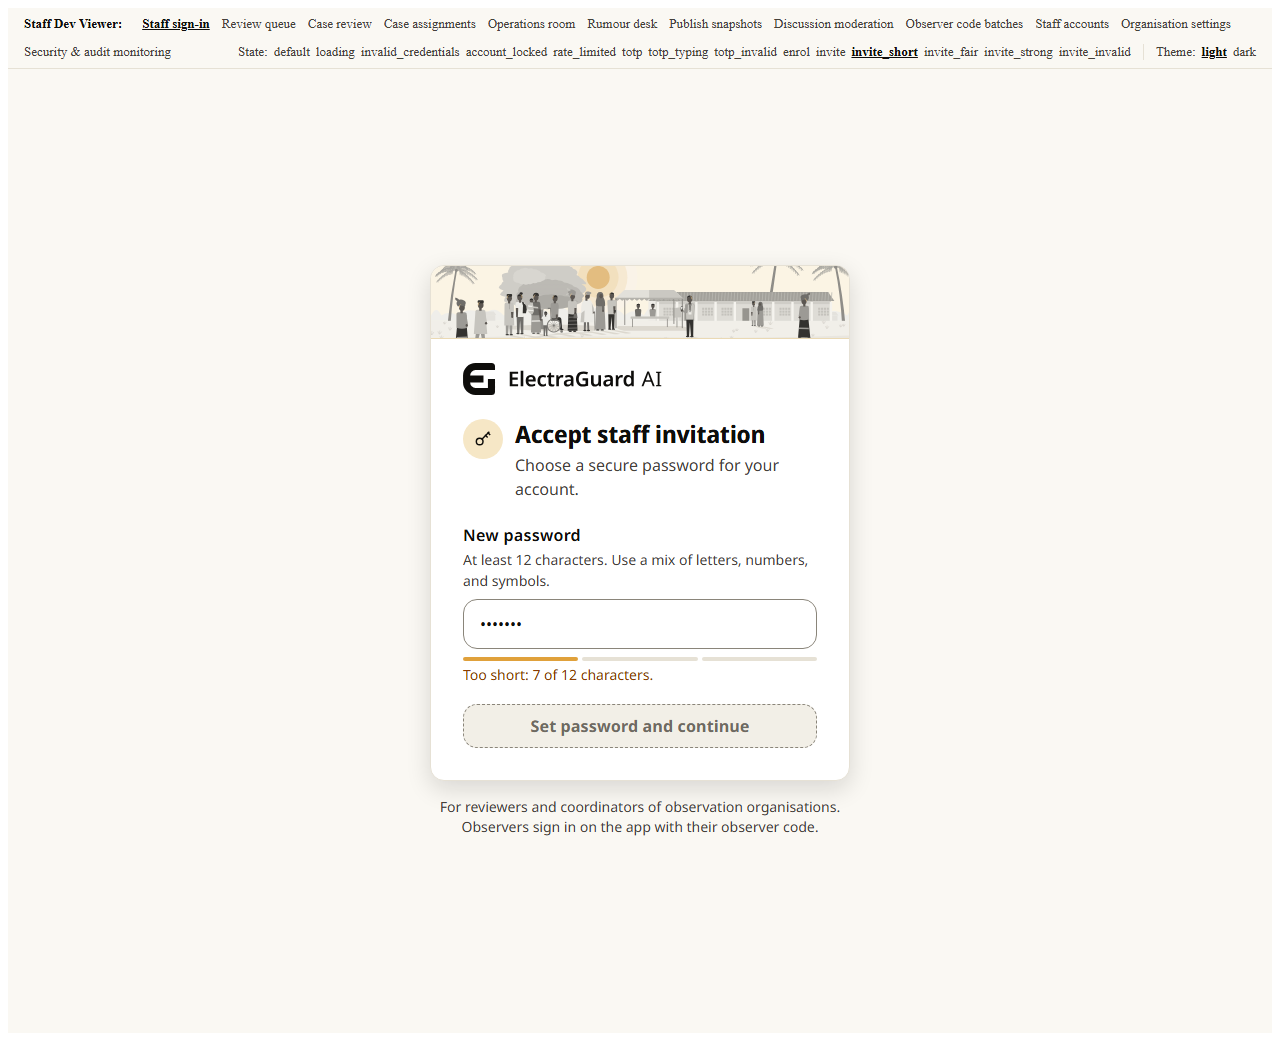 Staff Dev Viewer: Staff sign-in Review queue Case review Case assignments Operations room Rumour desk Publish snapshots Discussion moderation Observer code batches Staff accounts Organisation settings
Security & audit monitoring State: default loading invalid_credentials account_locked rate_limited totp totp_typing totp_invalid enrol invite invite_short invite_fair invite_strong invite_invalid Theme: light dark
ElectraGuard AI
Accept staff invitation
Choose a secure password for your
account.
New password
At least 12 characters. Use a mix of letters, numbers,
and symbols.
•••••••
Too short: 7 of 12 characters.
Set password and continue
For reviewers and coordinators of observation organisations.
Observers sign in on the app with their observer code.